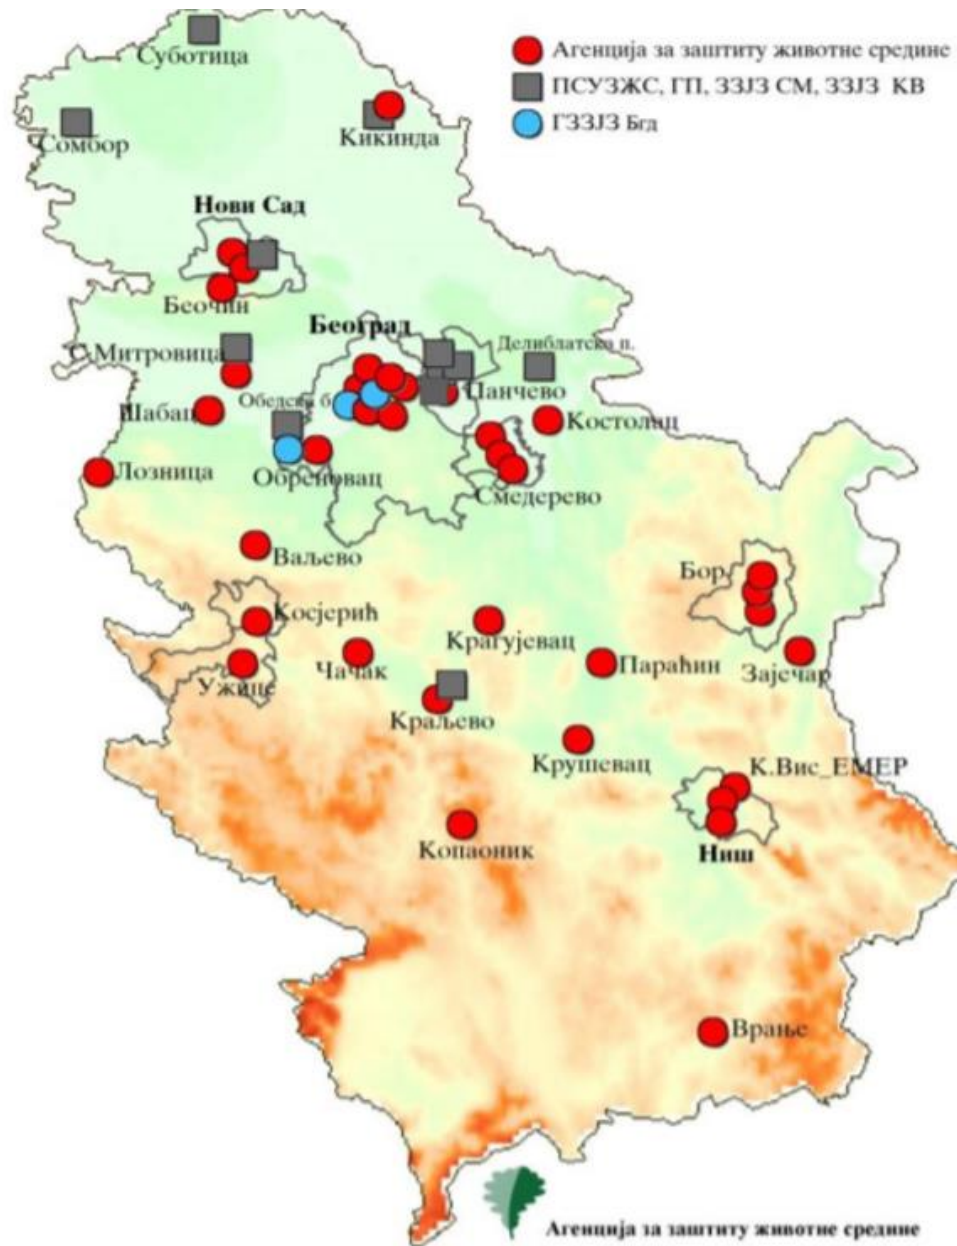 Суботица
Агенција за заштиту животне средине
ПСУЗЖС, ГП, ЗЗЈЗ СМ, ЗЗЈЗ КВ
ГЗЗЈЗ Бгд
Сомбор
Кикинда
Нови Сад
Беочин
Београд
С.Митровица
Делиблатска п.
Панчево
Обедска б.
Шабац
Костолац
Лозница
Обреновац
Смедерево
Ваљево
Бор
Косјерић
Крагујевац
Чачак
Параћин
Зајечар
Ужице
Краљево
Крушевац
К.Вис_ЕМЕР
Копаоник
Ниш
Врање
Агенција за заштиту животне средине